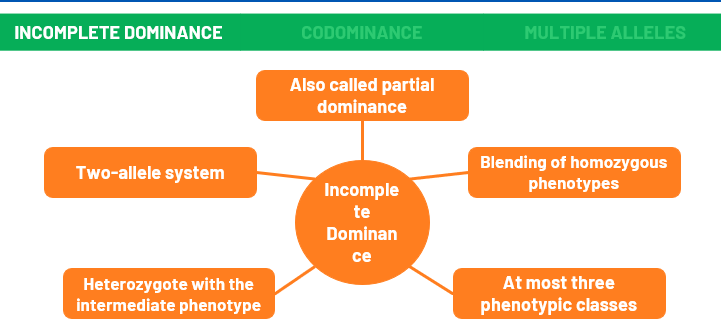 INCOMPLETE DOMINANCE
CODOMINANCE
MULTIPLE ALLELES
Also called partial
dominance
Two-allele system
Blending of homozygous
phenotypes
Incomple
te
Dominan
ce
Heterozygote with the
intermediate phenotype
At most three
phenotypic classes